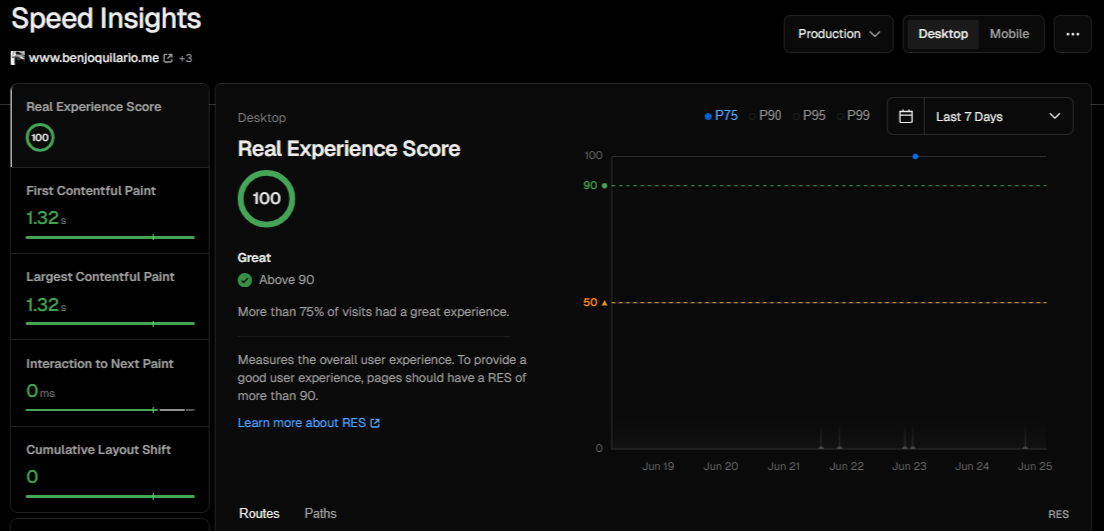 Speed Insights
www.benjoquilario.me +3
Production
Desktop Mobile
Real Experience Score
100
First Contentful Paint
1.32s
Largest Contentful Paint
1.32s
Interaction to Next Paint
0ms
Cumulative Layout Shift
0
Desktop
Real Experience Score
100
Great
Above 90
More than 75% of visits had a great experience.
Measures the overall user experience. To provide a
good user experience, pages should have a RES of
more than 90.
Learn more about RES
P75 P90 P95 P99
Last 7 Days
100
90
50
0
Jun 19 Jun 20 Jun 21 Jun 22 Jun 23 Jun 24 Jun 25
Routes Paths
RES